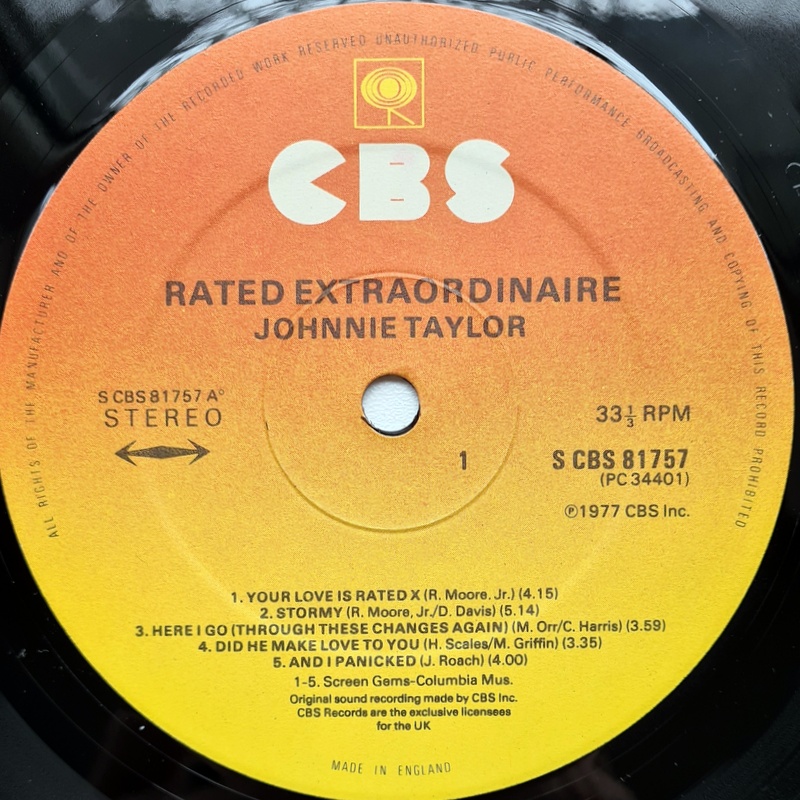 ALL RIGHTS OF THE MANUFACTURER AND OF THE OWNER OF THE RECORDED WORK RESERVED UNAUTHORIZED PUBLIC PERFORMANCE BROADCASTING AND COPYING OF THIS RECORD PROHIBITED
CBS
RATED EXTRAORDINAIRE
JOHNNIE TAYLOR
S CBS 81757 A°
STEREO
33⅓ RPM
1
S CBS 81757
(PC 34401)
℗1977 CBS Inc.
1. YOUR LOVE IS RATED X (R. Moore, Jr.) (4.15)
2. STORMY (R. Moore, Jr./D. Davis) (5.14)
3. HERE I GO (THROUGH THESE CHANGES AGAIN) (M. Orr/C. Harris) (3.59)
4. DID HE MAKE LOVE TO YOU (H. Scales/M. Griffin) (3.35)
5. AND I PANICKED (J. Roach) (4.00)
1-5. Screen Gems-Columbia Mus.
Original sound recording made by CBS Inc.
CBS Records are the exclusive licensees
for the UK
MADE IN ENGLAND